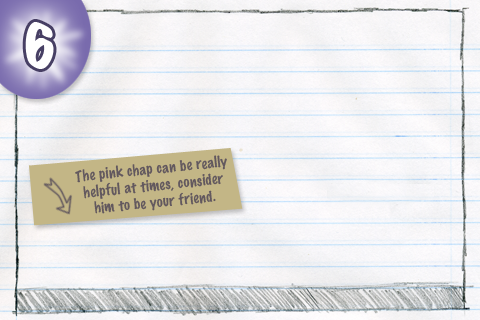 6
The pink chap can be really
helpful at times, consider
him to be your friend.